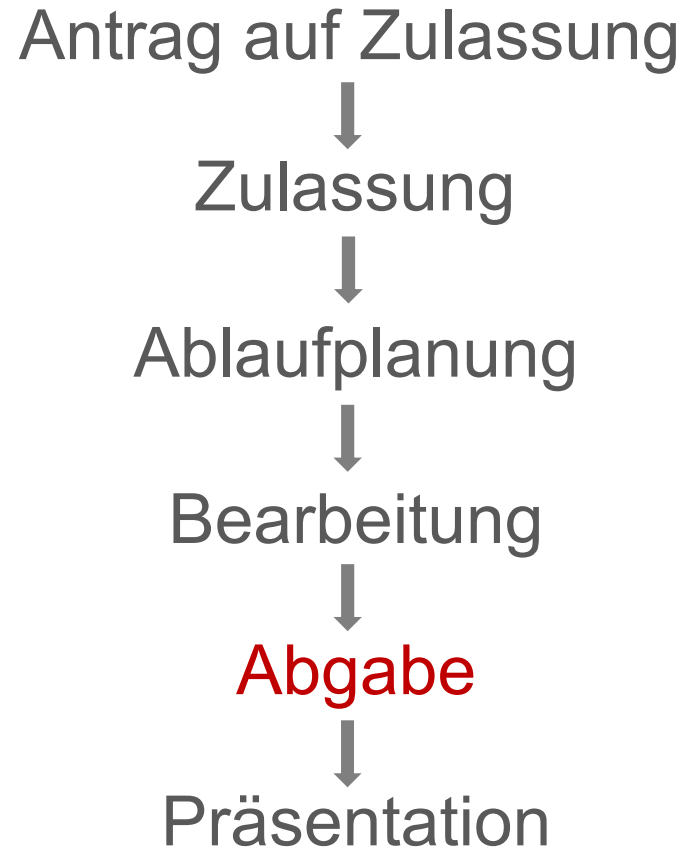 Antrag auf Zulassung
Zulassung
Ablaufplanung
Bearbeitung
Abgabe
Präsentation